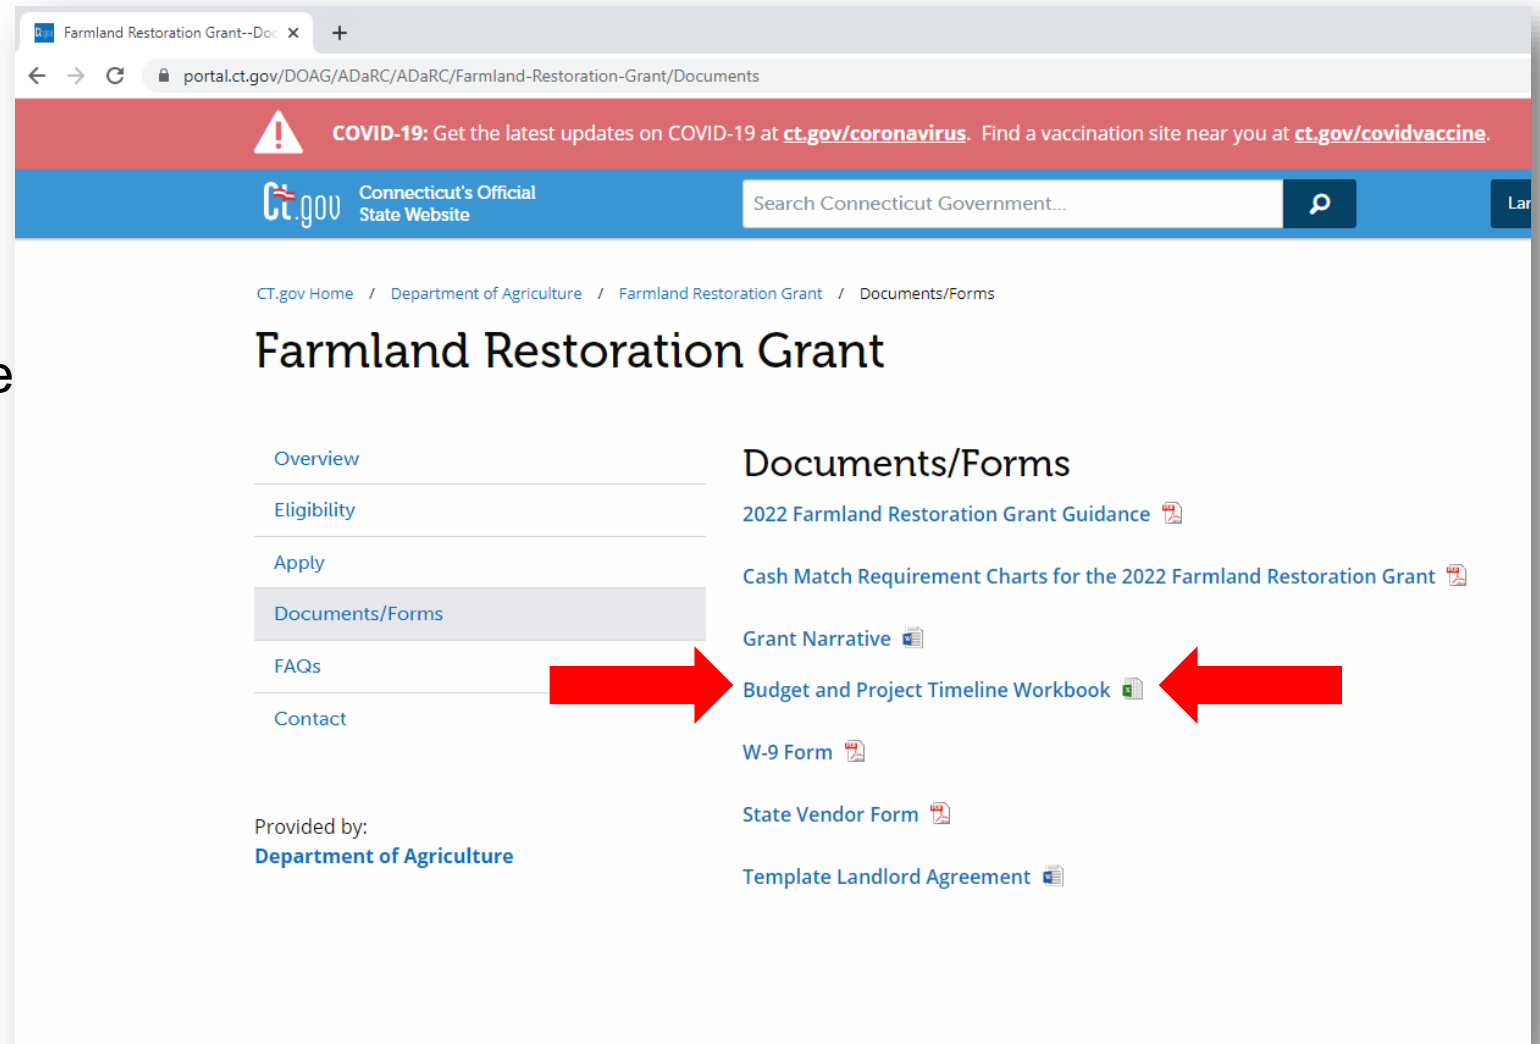 Farmland Restoration Grant--Doc
portal.ct.gov/DOAG/ADaRC/ADaRC/Farmland-Restoration-Grant/Documents
COVID-19: Get the latest updates on COVID-19 at ct.gov/coronavirus. Find a vaccination site near you at ct.gov/covidvaccine.
Ct.gov
Connecticut's Official
State Website
Search Connecticut Government...
Lar
CT.gov Home / Department of Agriculture / Farmland Restoration Grant / Documents/Forms
Farmland Restoration Grant
e
Overview
Eligibility
Apply
Documents/Forms
FAQs
Contact
Provided by:
Department of Agriculture
Documents/Forms
2022 Farmland Restoration Grant Guidance
Cash Match Requirement Charts for the 2022 Farmland Restoration Grant
Grant Narrative
Budget and Project Timeline Workbook
W-9 Form
State Vendor Form
Template Landlord Agreement